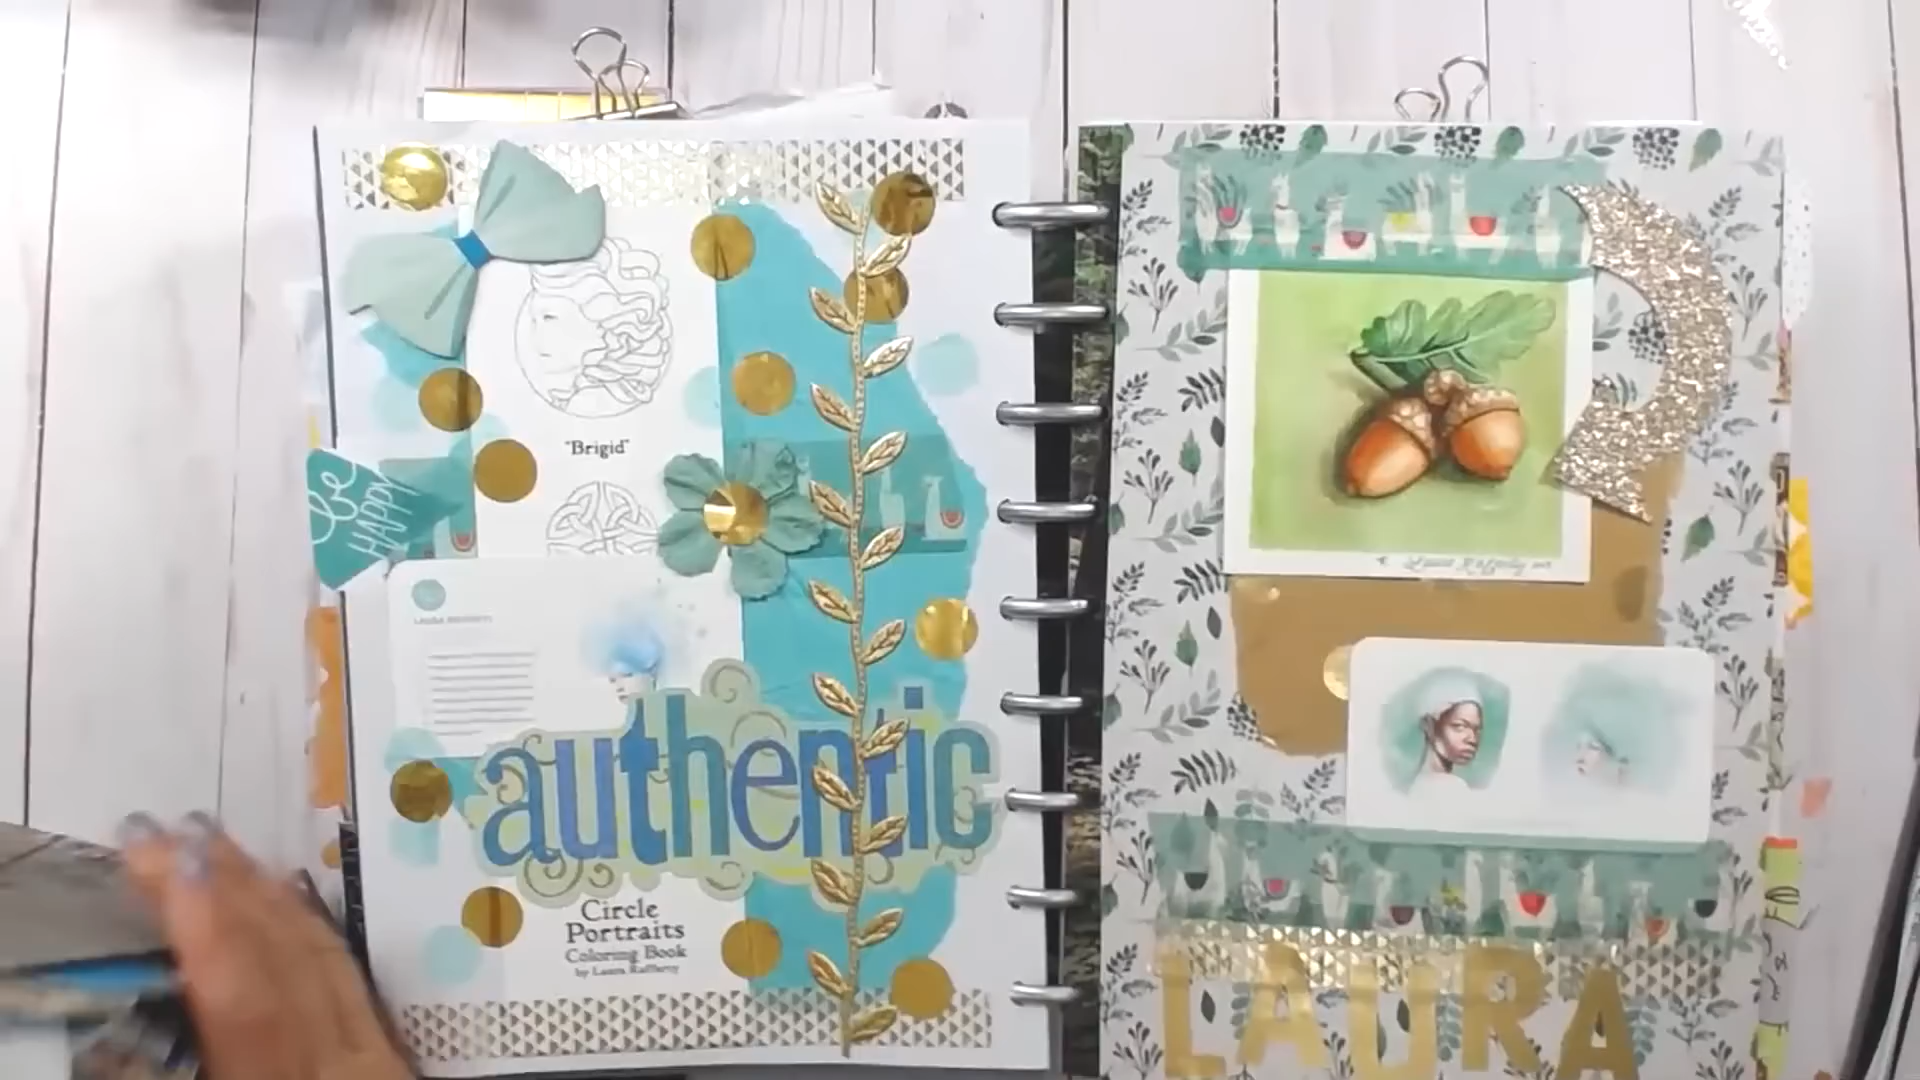 "Brigid"
be
HAPPY
authentic
Circle
Portraits
Coloring Book
by Laura Rafferty
LAURA